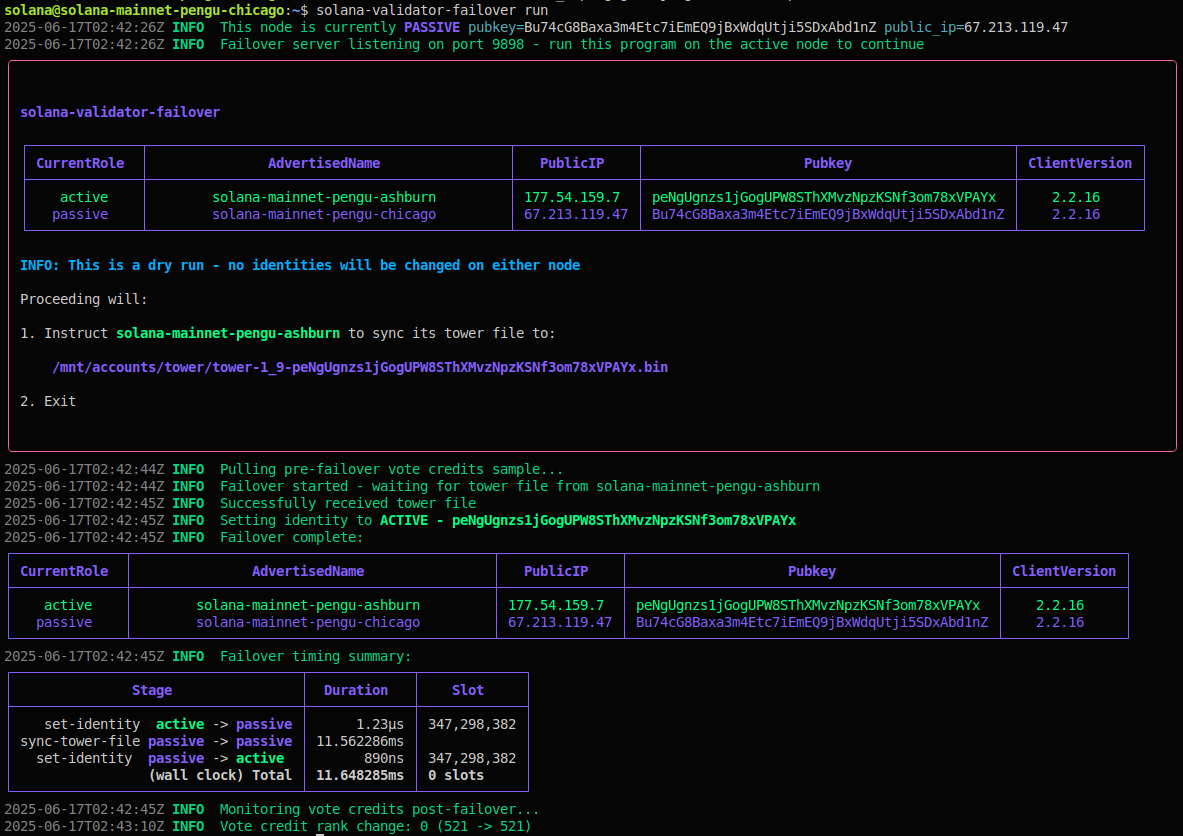 solana@solana-mainnet-pengu-chicago:~$ solana-validator-failover run
2025-06-17T02:42:26Z INFO This node is currently PASSIVE pubkey=Bu74cG8Baxa3m4Etc7iEmEQ9jBxWdqUtji5SDxAbd1nZ public_ip=67.213.119.47
2025-06-17T02:42:26Z INFO Failover server listening on port 9898 - run this program on the active node to continue
solana-validator-failover
CurrentRole AdvertisedName PublicIP Pubkey ClientVersion
active solana-mainnet-pengu-ashburn 177.54.159.7 peNgUgnzs1jGogUPW8SThXMvzNpzKSNf3om78xVPAYx 2.2.16
passive solana-mainnet-pengu-chicago 67.213.119.47 Bu74cG8Baxa3m4Etc7iEmEQ9jBxWdqUtji5SDxAbd1nZ 2.2.16
INFO: This is a dry run - no identities will be changed on either node
Proceeding will:
1. Instruct solana-mainnet-pengu-ashburn to sync its tower file to:
/mnt/accounts/tower/tower-1_9-peNgUgnzs1jGogUPW8SThXMvzNpzKSNf3om78xVPAYx.bin
2. Exit
2025-06-17T02:42:44Z INFO Pulling pre-failover vote credits sample...
2025-06-17T02:42:44Z INFO Failover started - waiting for tower file from solana-mainnet-pengu-ashburn
2025-06-17T02:42:45Z INFO Successfully received tower file
2025-06-17T02:42:45Z INFO Setting identity to ACTIVE - peNgUgnzs1jGogUPW8SThXMvzNpzKSNf3om78xVPAYx
2025-06-17T02:42:45Z INFO Failover complete:
CurrentRole AdvertisedName PublicIP Pubkey ClientVersion
active solana-mainnet-pengu-ashburn 177.54.159.7 peNgUgnzs1jGogUPW8SThXMvzNpzKSNf3om78xVPAYx 2.2.16
passive solana-mainnet-pengu-chicago 67.213.119.47 Bu74cG8Baxa3m4Etc7iEmEQ9jBxWdqUtji5SDxAbd1nZ 2.2.16
2025-06-17T02:42:45Z INFO Failover timing summary:
Stage Duration Slot
set-identity active -> passive 1.23µs 347,298,382
sync-tower-file passive -> passive 11.562286ms
set-identity passive -> active 890ns 347,298,382
(wall clock) Total 11.648285ms 0 slots
2025-06-17T02:42:45Z INFO Monitoring vote credits post-failover...
2025-06-17T02:43:10Z INFO Vote credit rank change: 0 (521 -> 521)